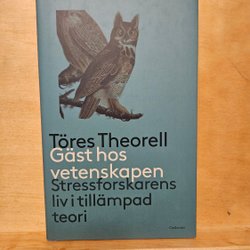 Töres Theorell
Gäst hos
vetenskapen
Stressforskarens
liv i tillämpad
teori